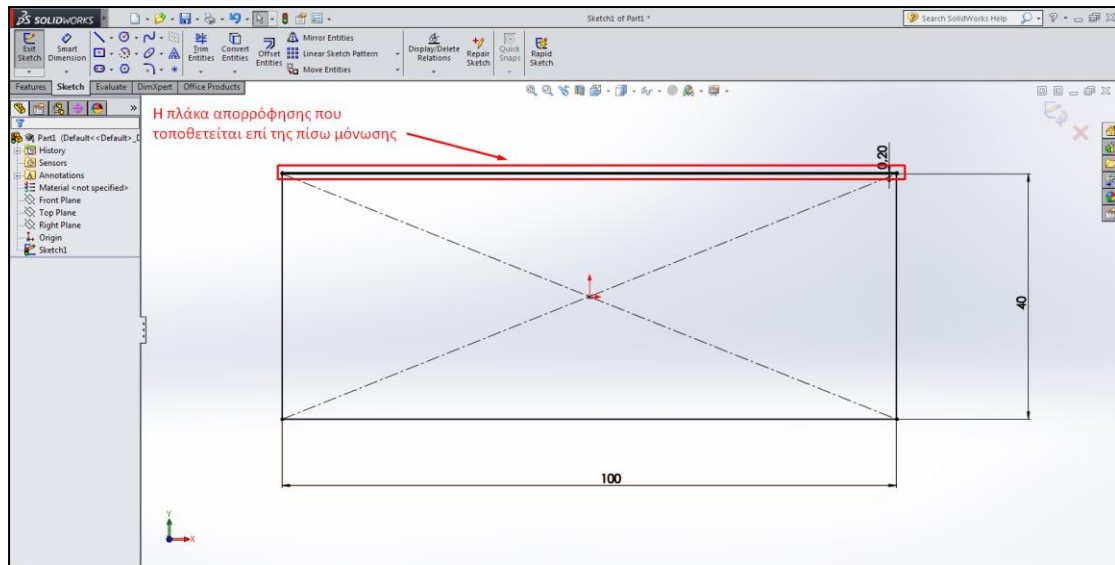 SOLIDWORKS
Sketch1 of Part1 *
Search SolidWorks Help
Exit Sketch
Smart Dimension
Trim Entities
Convert Entities
Offset Entities
Mirror Entities
Linear Sketch Pattern
Move Entities
Display/Delete Relations
Repair Sketch
Quick Snaps
Rapid Sketch
Features Sketch Evaluate DimXpert Office Products
Part1 (Default<<Default>_D
History
Sensors
Annotations
Material <not specified>
Front Plane
Top Plane
Right Plane
Origin
Sketch1
Η πλάκα απορρόφησης που
τοποθετείται επί της πίσω μόνωσης
0,20
40
100
Y
X